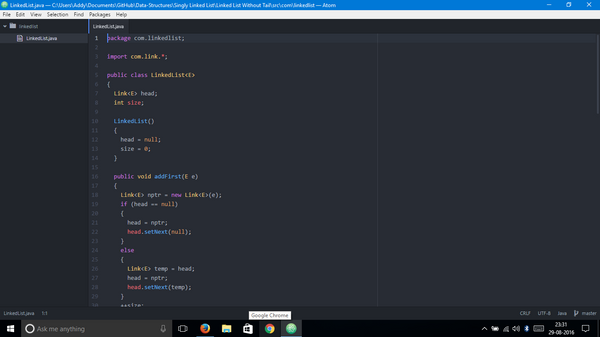 LinkedList.java — C:\Users\Addy\Documents\GitHub\Data-Structures\Singly Linked List\Linked List Without Tail\src\com\linkedlist — Atom
File Edit View Selection Find Packages Help
linkedlist
LinkedList.java
LinkedList.java
1 package com.linkedlist;
2
3 import com.link.*;
4
5 public class LinkedList<E>
6 {
7 Link<E> head;
8 int size;
9
10 LinkedList()
11 {
12 head = null;
13 size = 0;
14 }
15
16 public void addFirst(E e)
17 {
18 Link<E> nptr = new Link<E>(e);
19 if (head == null)
20 {
21 head = nptr;
22 head.setNext(null);
23 }
24 else
25 {
26 Link<E> temp = head;
27 head = nptr;
28 head.setNext(temp);
29 }
30 ++size;
LinkedList.java 1:1
CRLF UTF-8 Java master
Google Chrome
Ask me anything
23:31
29-08-2016